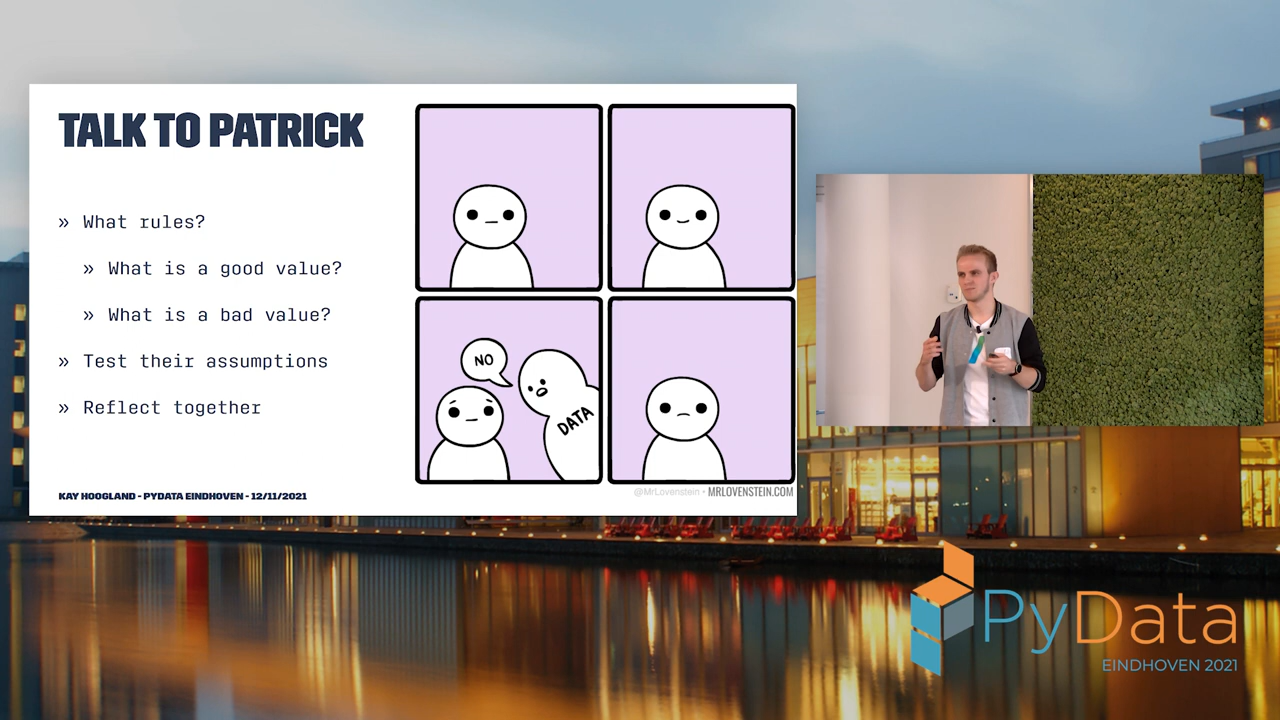 TALK TO PATRICK
» What rules?
» What is a good value?
» What is a bad value?
» Test their assumptions
» Reflect together
NO
DATA
@MrLovenstein • MRLOVENSTEIN.COM
KAY HOOGLAND - PYDATA EINDHOVEN - 12/11/2021
PyData
EINDHOVEN 2021